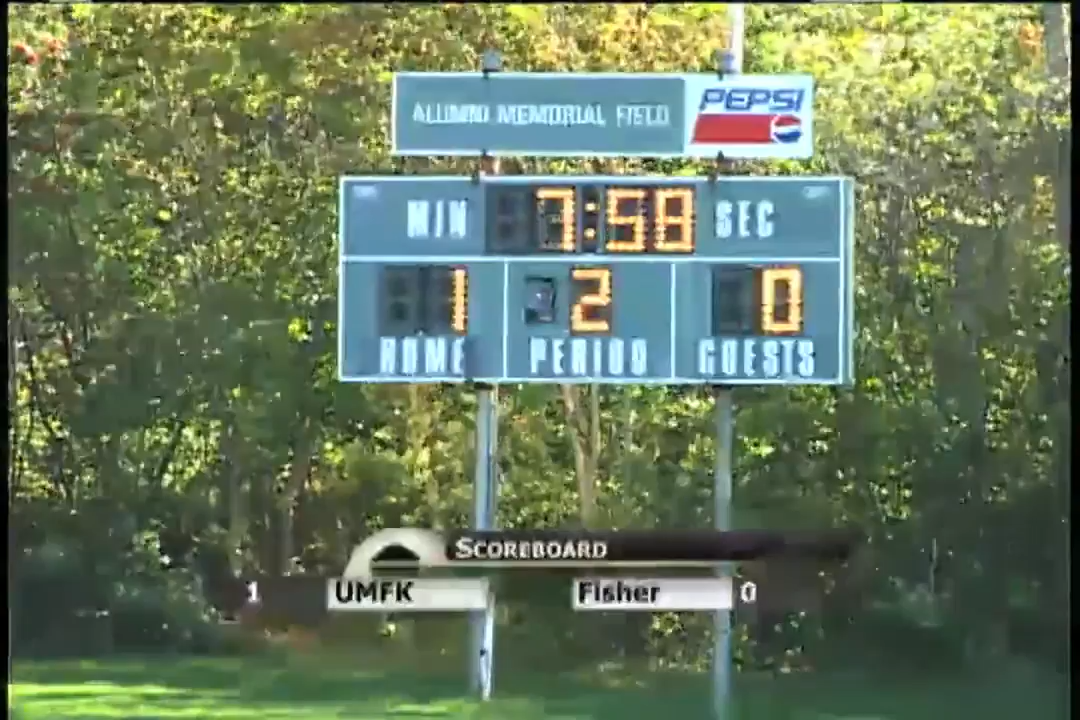 ALUMNI MEMORIAL FIELD
PEPSI
MIN 7:58 SEC
1 2 0
HOME PERIOD GUESTS
SCOREBOARD
1 UMFK Fisher 0